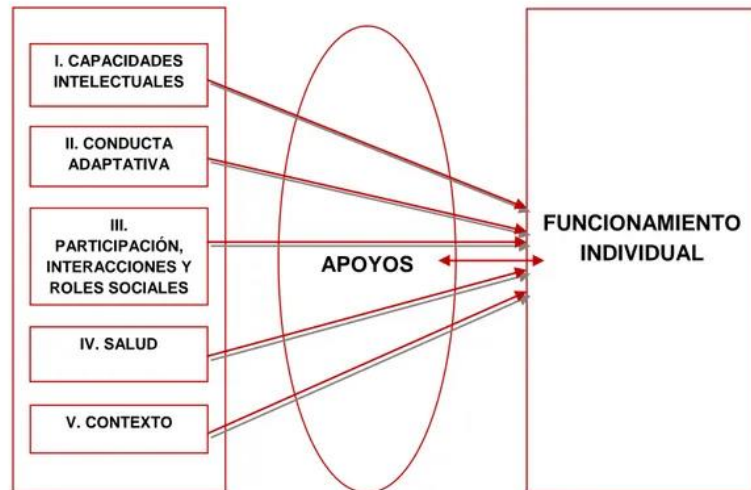 I. CAPACIDADES
INTELECTUALES
II. CONDUCTA
ADAPTATIVA
III.
PARTICIPACIÓN,
INTERACCIONES Y
ROLES SOCIALES
IV. SALUD
V. CONTEXTO
APOYOS
FUNCIONAMIENTO
INDIVIDUAL